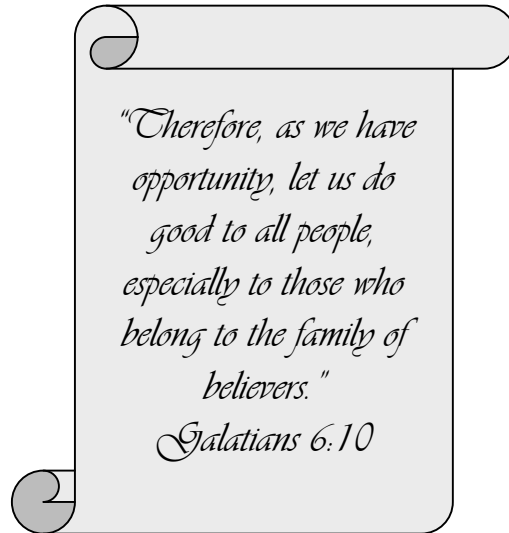 “Therefore, as we have
opportunity, let us do
good to all people,
especially to those who
belong to the family of
believers.”
Galatians 6:10